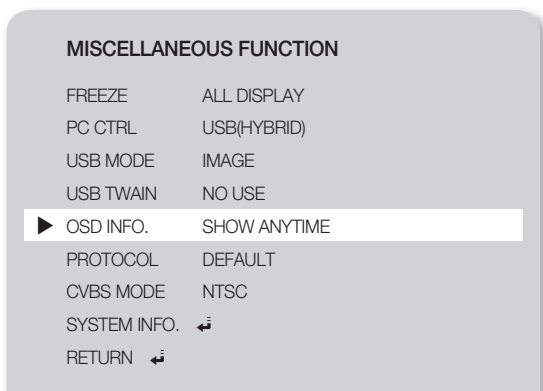 MISCELLANEOUS FUNCTION
FREEZE ALL DISPLAY
PC CTRL USB(HYBRID)
USB MODE IMAGE
USB TWAIN NO USE
OSD INFO. SHOW ANYTIME
PROTOCOL DEFAULT
CVBS MODE NTSC
SYSTEM INFO.
RETURN